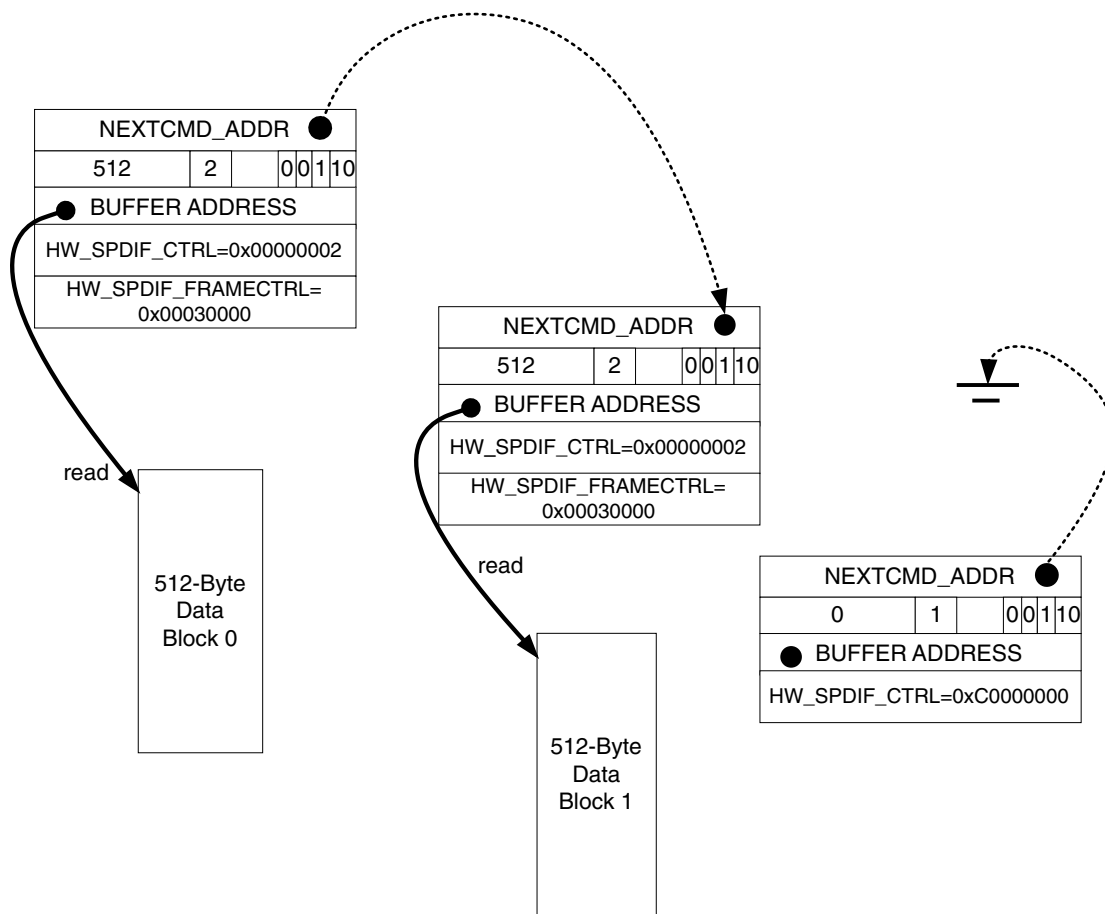 NEXTCMD_ADDR
512 2 0 0 1 10
BUFFER ADDRESS
HW_SPDIF_CTRL=0x00000002
HW_SPDIF_FRAMECTRL=
0x00030000
read
512-Byte
Data
Block 0
NEXTCMD_ADDR
512 2 0 0 1 10
BUFFER ADDRESS
HW_SPDIF_CTRL=0x00000002
HW_SPDIF_FRAMECTRL=
0x00030000
read
512-Byte
Data
Block 1
NEXTCMD_ADDR
0 1 0 0 1 10
BUFFER ADDRESS
HW_SPDIF_CTRL=0xC0000000